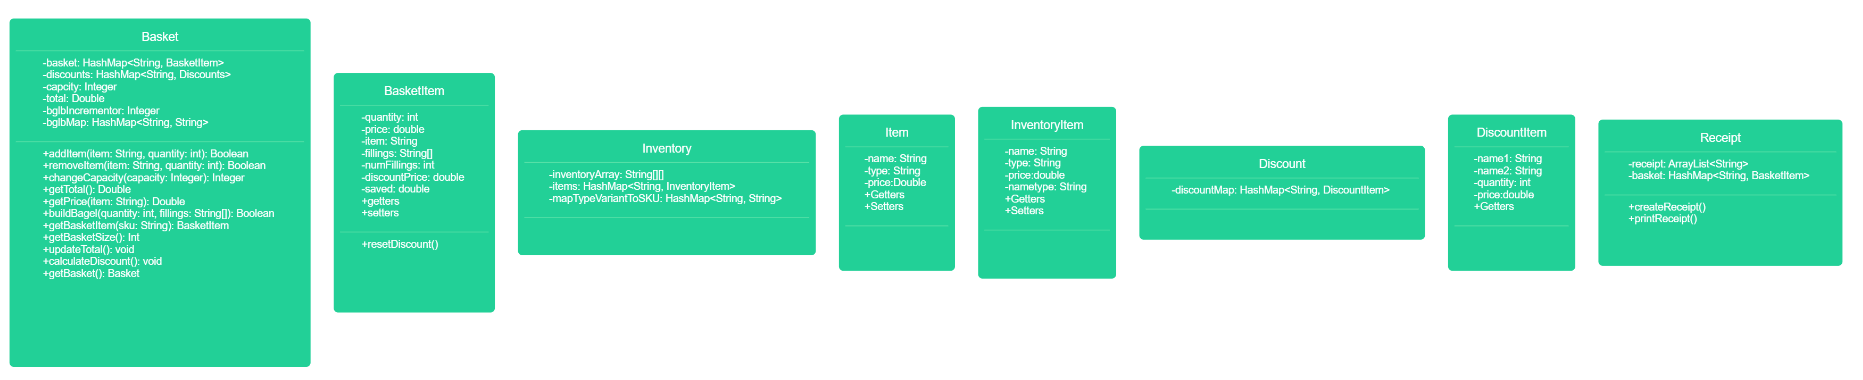 Basket
-basket: HashMap<String, BasketItem>
-discounts: HashMap<String, Discounts>
-capcity: Integer
-total: Double
-bglbIncrementor: Integer
-bglbMap: HashMap<String, String>
+addItem(item: String, quantity: int): Boolean
+removeItem(item: String, quantity: int): Boolean
+changeCapacity(capacity: Integer): Integer
+getTotal(): Double
+getPrice(item: String): Double
+buildBagel(quantity: int, fillings: String[]): Boolean
+getBasketItem(sku: String): BasketItem
+getBasketSize(): Int
+updateTotal(): void
+calculateDiscount(): void
+getBasket(): Basket
BasketItem
-quantity: int
-price: double
-item: String
-fillings: String[]
-numFillings: int
-discountPrice: double
-saved: double
+getters
+setters
+resetDiscount()
Inventory
-inventoryArray: String[][]
-items: HashMap<String, InventoryItem>
-mapTypeVariantToSKU: HashMap<String, String>
Item
-name: String
-type: String
-price:Double
+Getters
+Setters
InventoryItem
-name: String
-type: String
-price:double
-nametype: String
+Getters
+Setters
Discount
-discountMap: HashMap<String, DiscountItem>
DiscountItem
-name1: String
-name2: String
-quantity: int
-price:double
+Getters
Receipt
-receipt: ArrayList<String>
-basket: HashMap<String, BasketItem>
+createReceipt()
+printReceipt()